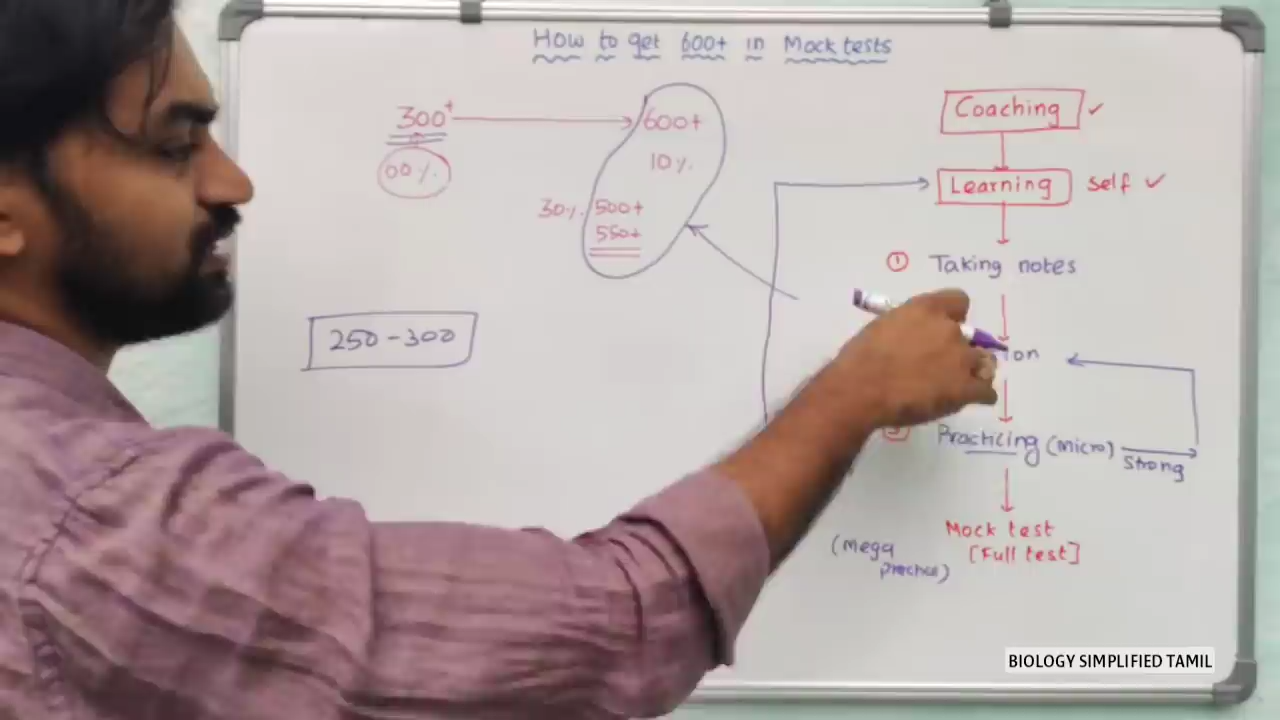 How to get 600+ in Mock tests
300+
600+
00%
10%
30% 500+
550+
250-300
Coaching ✓
Learning self ✓
① Taking notes
on
Practicing (micro) strong
Mock test
[Full test]
(Mega
practice)
BIOLOGY SIMPLIFIED TAMIL